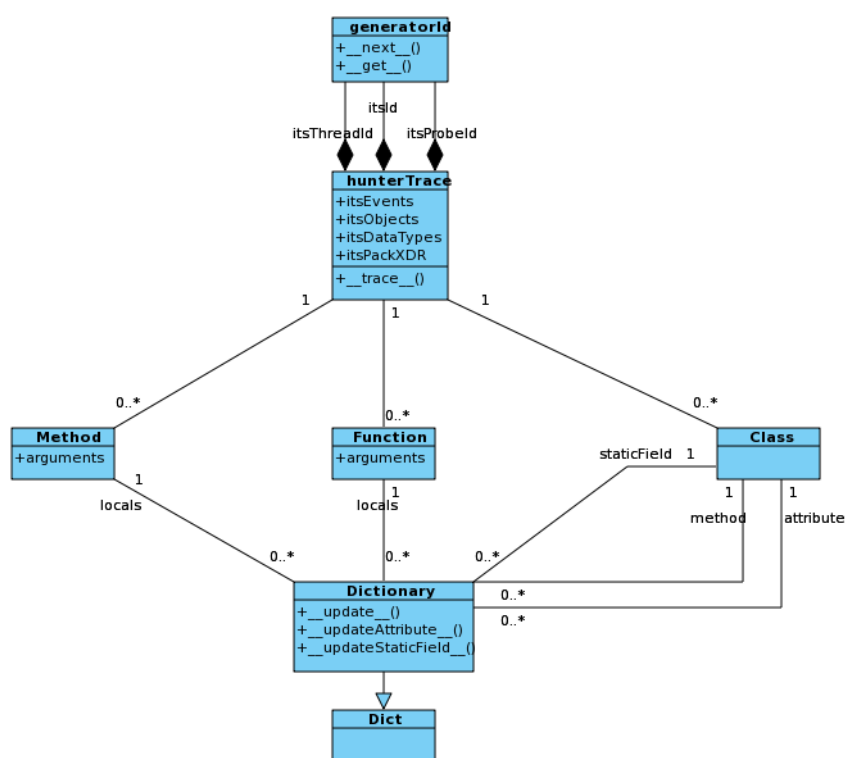 generatorId
+__next__()
+__get__()
itsId
itsThreadId
itsProbeId
hunterTrace
+itsEvents
+itsObjects
+itsDataTypes
+itsPackXDR
+__trace__()
1
1
1
0..*
0..*
0..*
Method
+arguments
Function
+arguments
Class
staticField 1
1
locals
1
locals
1
method
1
attribute
0..*
0..*
0..*
Dictionary
+__update__()
+__updateAttribute__()
+__updateStaticField__()
0..*
0..*
Dict